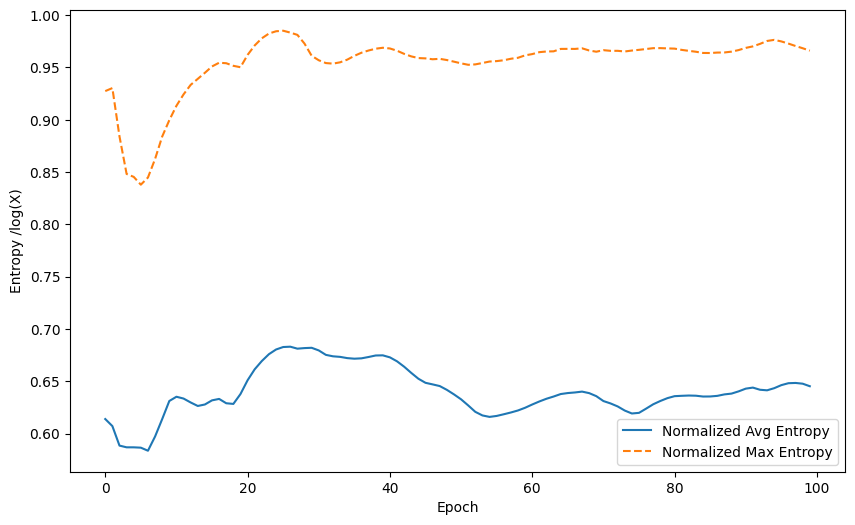 1.00
0.95
0.90
0.85
0.80
0.75
0.70
0.65
0.60
Entropy /log(X)
0 20 40 60 80 100
Epoch
Normalized Avg Entropy
Normalized Max Entropy